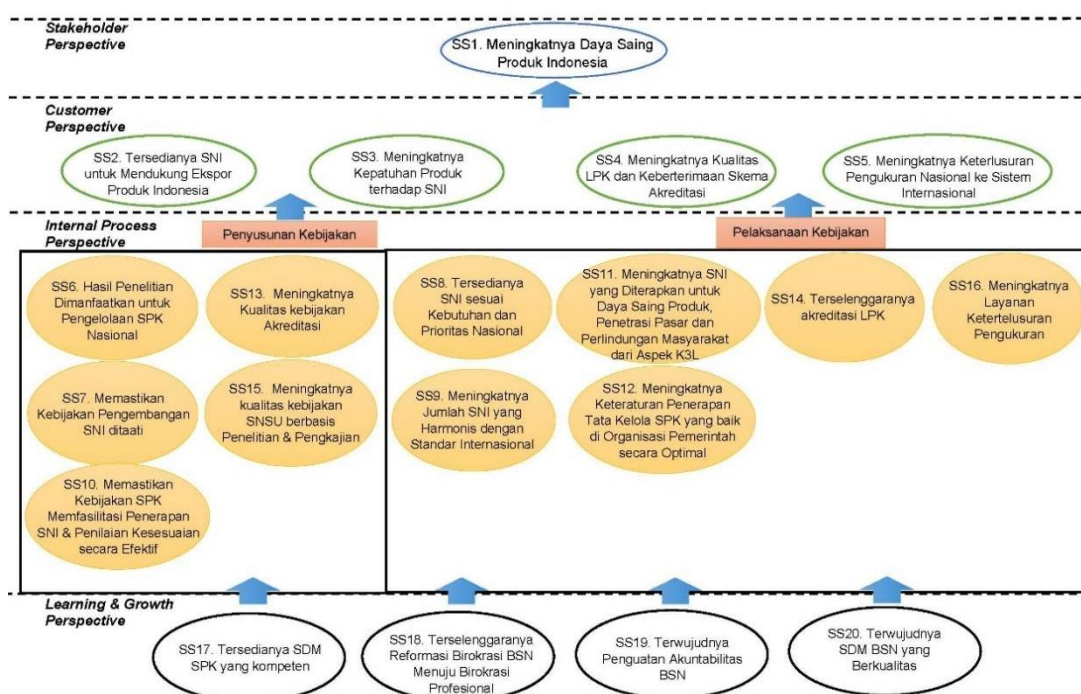 Stakeholder
Perspective
SS1. Meningkatnya Daya Saing
Produk Indonesia
Customer
Perspective
SS2. Tersedianya SNI
untuk Mendukung Ekspor
Produk Indonesia
SS3. Meningkatnya
Kepatuhan Produk
terhadap SNI
SS4. Meningkatnya Kualitas
LPK dan Keberterimaan Skema
Akreditasi
SS5. Meningkatnya Keterlusuran
Pengukuran Nasional ke Sistem
Internasional
Internal Process
Perspective
Penyusunan Kebijakan
Pelaksanaan Kebijakan
SS6. Hasil Penelitian
Dimanfaatkan untuk
Pengelolaan SPK
Nasional
SS13. Meningkatnya
Kualitas kebijakan
Akreditasi
SS7. Memastikan
Kebijakan Pengembangan
SNI ditaati
SS15. Meningkatnya
kualitas kebijakan
SNSU berbasis
Penelitian & Pengkajian
SS10. Memastikan
Kebijakan SPK
Memfasilitasi Penerapan
SNI & Penilaian Kesesuaian
secara Efektif
SS8. Tersedianya
SNI sesuai
Kebutuhan dan
Prioritas Nasional
SS11. Meningkatnya SNI
yang Diterapkan untuk
Daya Saing Produk,
Penetrasi Pasar dan
Perlindungan Masyarakat
dari Aspek K3L
SS14. Terselenggaranya
akreditasi LPK
SS16. Meningkatnya
Layanan
Ketertelusuran
Pengukuran
SS9. Meningkatnya
Jumlah SNI yang
Harmonis dengan
Standar Internasional
SS12. Meningkatnya
Keteraturan Penerapan
Tata Kelola SPK yang baik
di Organisasi Pemerintah
secara Optimal
Learning & Growth
Perspective
SS17. Tersedianya SDM
SPK yang kompeten
SS18. Terselenggaranya
Reformasi Birokrasi BSN
Menuju Birokrasi
Profesional
SS19. Terwujudnya
Penguatan Akuntabilitas
BSN
SS20. Terwujudnya
SDM BSN yang
Berkualitas